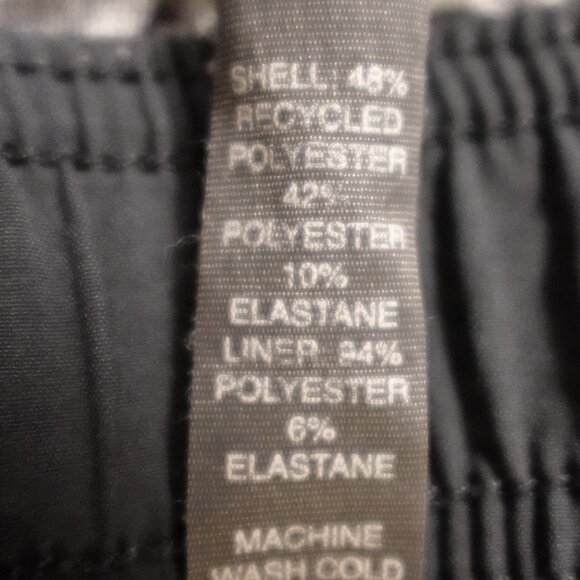 SHELL: 48%
RECYCLED
POLYESTER
42%
POLYESTER
10%
ELASTANE
LINER: 94%
POLYESTER
6%
ELASTANE
MACHINE
WASH COLD